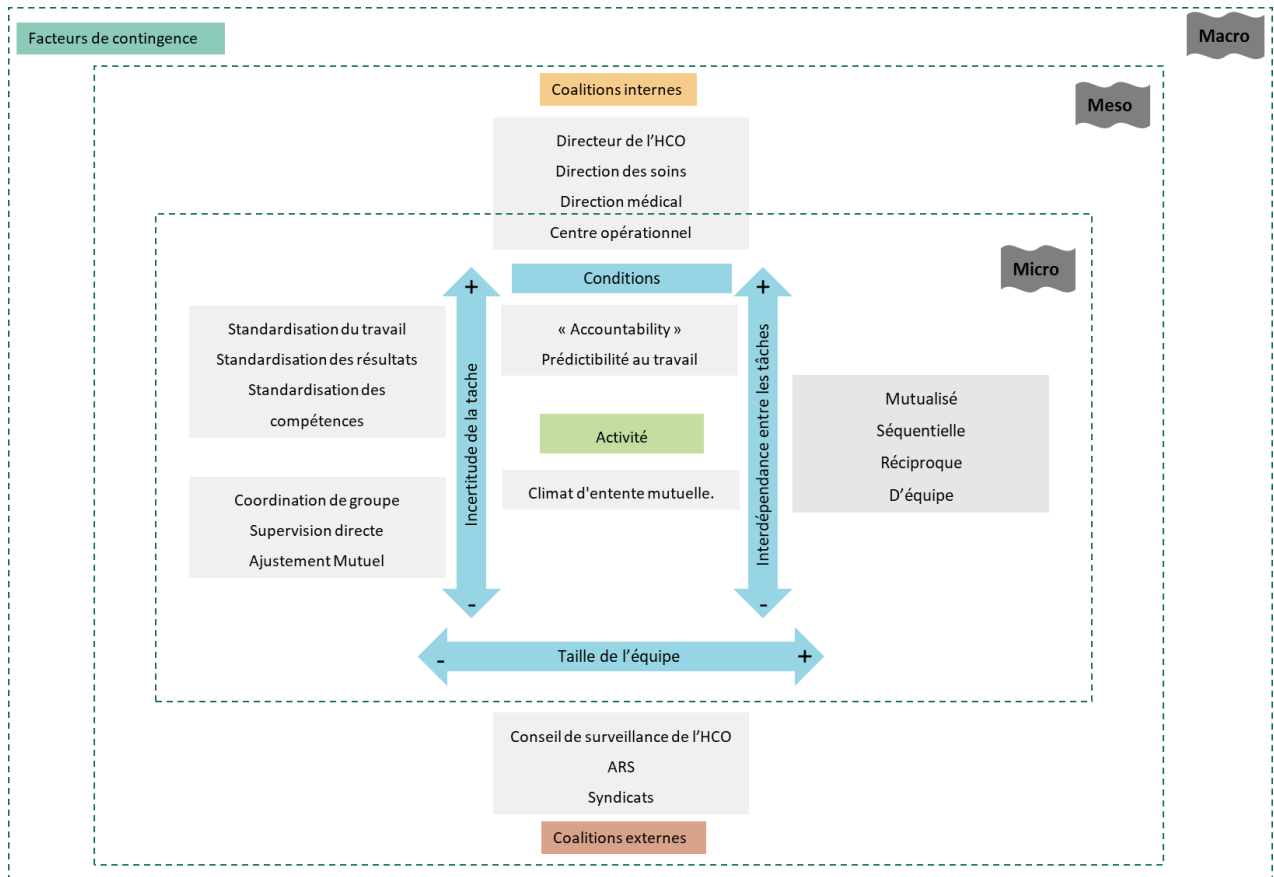 Facteurs de contingence
Macro
Meso
Coalitions internes
Directeur de l’HCO
Direction des soins
Direction médical
Centre opérationnel
Micro
Conditions
+
+
Standardisation du travail
Standardisation des résultats
Standardisation des
compétences
« Accountability »
Prédictibilité au travail
Incertitude de la tache
Interdépendance entre les tâches
Mutualisé
Séquentielle
Réciproque
D’équipe
Activité
Climat d'entente mutuelle.
Coordination de groupe
Supervision directe
Ajustement Mutuel
-
-
-
Taille de l’équipe
+
Conseil de surveillance de l’HCO
ARS
Syndicats
Coalitions externes